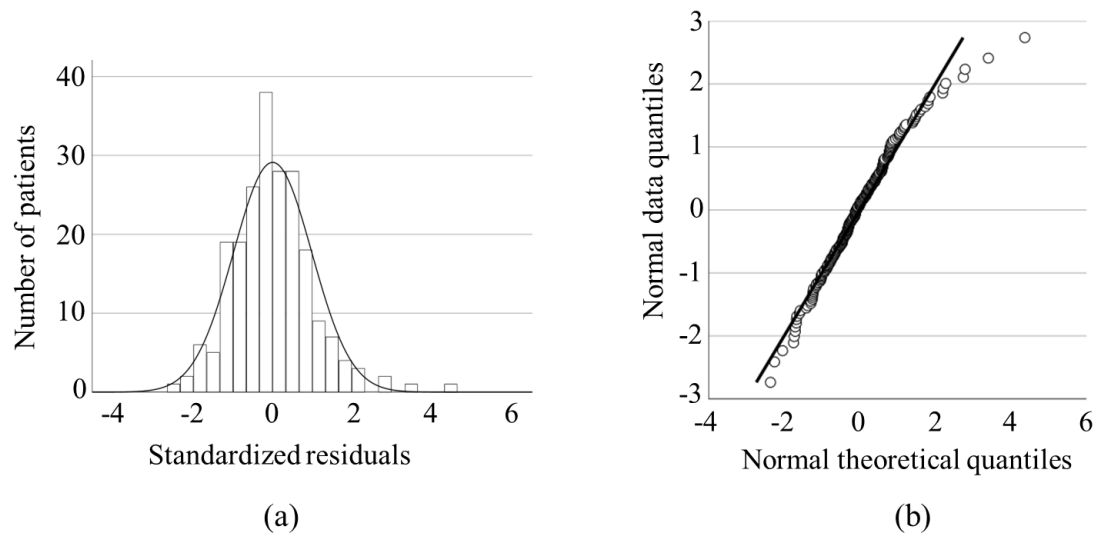 40
30
20
10
0
-4 -2 0 2 4 6
Number of patients
Standardized residuals
(a)
3
2
1
0
-1
-2
-3
-4 -2 0 2 4 6
Normal data quantiles
Normal theoretical quantiles
(b)